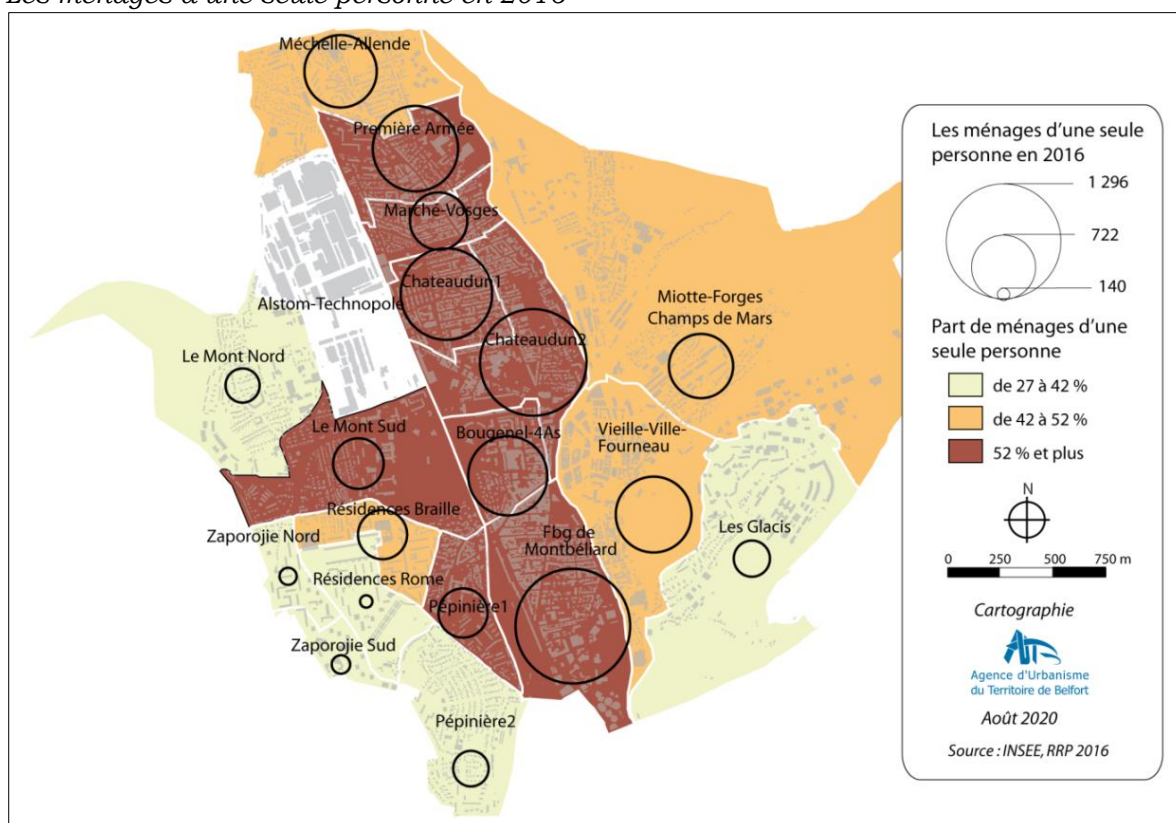 Les ménages d'une seule personne en 2016
Méchelle-Allende
Première Armée
Marché-Vosges
Chateaudun1
Alstom-Technopole
Miotte-Forges
Champs de Mars
Le Mont Nord
Chateaudun2
Le Mont Sud
Bougenel-4As
Vieille-Ville-
Fourneau
Résidences Braille
Zaporojie Nord
Fbg de
Montbéliard
Les Glacis
Résidences Rome
Pépinière1
Zaporojie Sud
Pépinière2
Les ménages d'une seule
personne en 2016
1 296
722
140
Part de ménages d'une
seule personne
de 27 à 42 %
de 42 à 52 %
52 % et plus
N
0 250 500 750 m
Cartographie
Agence d'Urbanisme
du Territoire de Belfort
Août 2020
Source : INSEE, RRP 2016